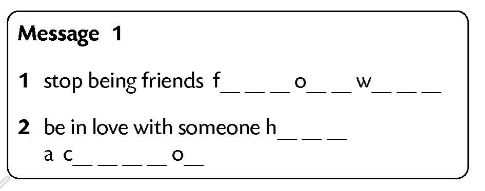 Message 1
1 stop being friends f_ _ _ o_ _ w_ _ _
2 be in love with someone h_ _ _
a c_ _ _ _ o_